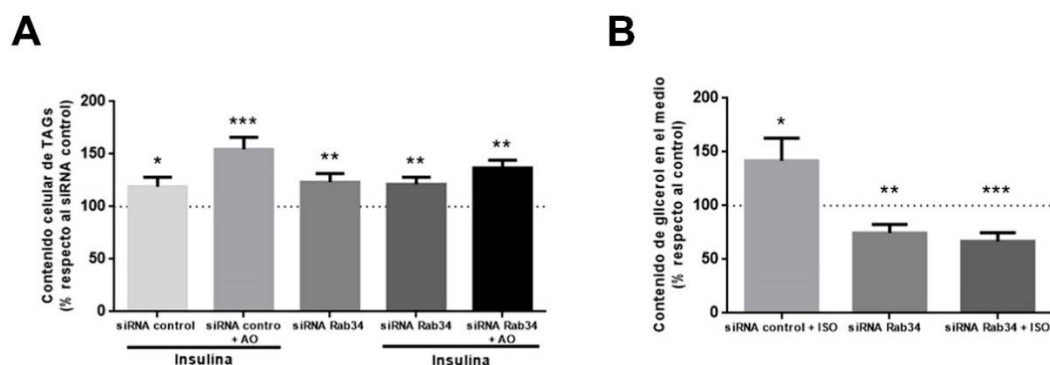 A
Contenido celular de TAGs
(% respecto al siRNA control)
200
150
100
50
0
*
***
**
**
**
siRNA control
siRNA contro
+ AO
siRNA Rab34
siRNA Rab34
siRNA Rab34
+ AO
Insulina
Insulina
B
Contenido de glicerol en el medio
(% respecto al control)
200
150
100
50
0
*
**
***
siRNA control + ISO
siRNA Rab34
siRNA Rab34 + ISO